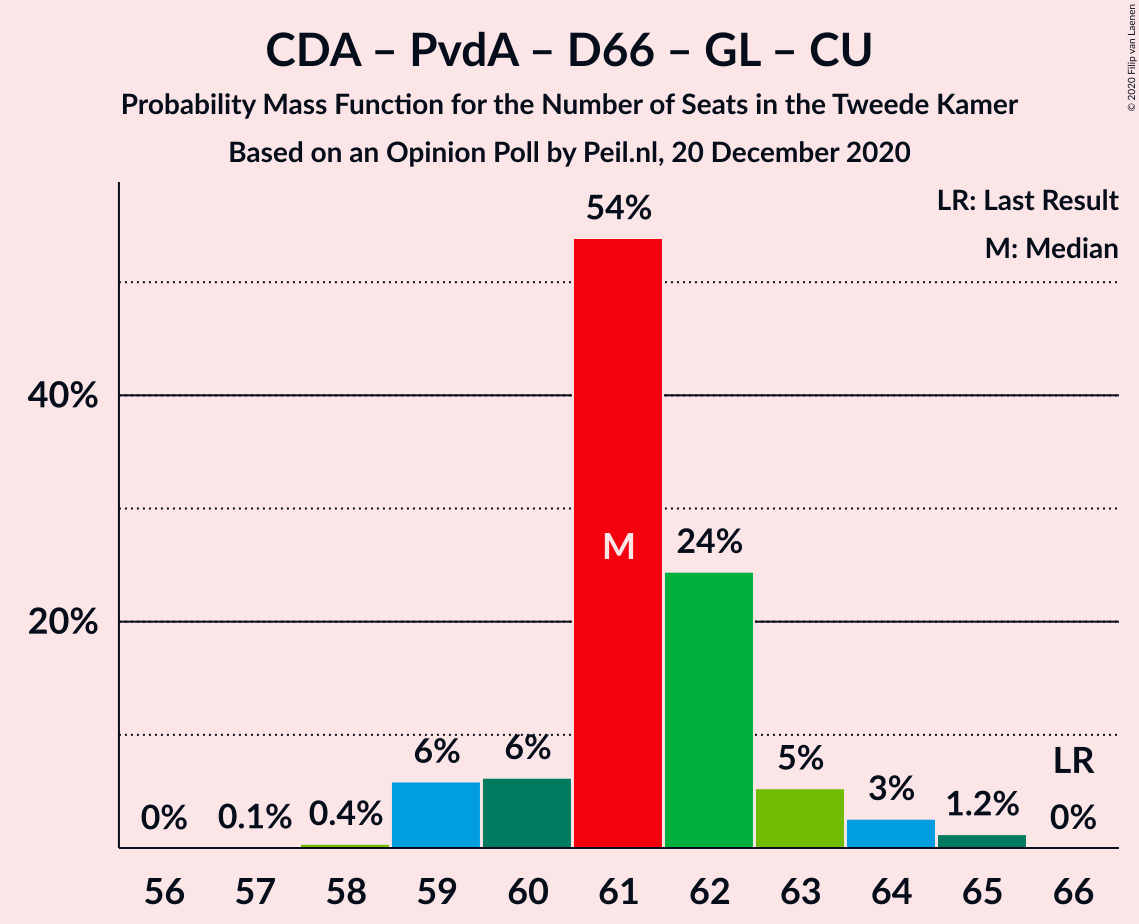 CDA – PvdA – D66 – GL – CU
Probability Mass Function for the Number of Seats in the Tweede Kamer
Based on an Opinion Poll by Peil.nl, 20 December 2020
© 2020 Filip van Laenen
LR: Last Result
M: Median
40%
20%
0%
0.1%
0.4%
6%
6%
54%
M
24%
5%
3%
1.2%
LR
0%
56 57 58 59 60 61 62 63 64 65 66